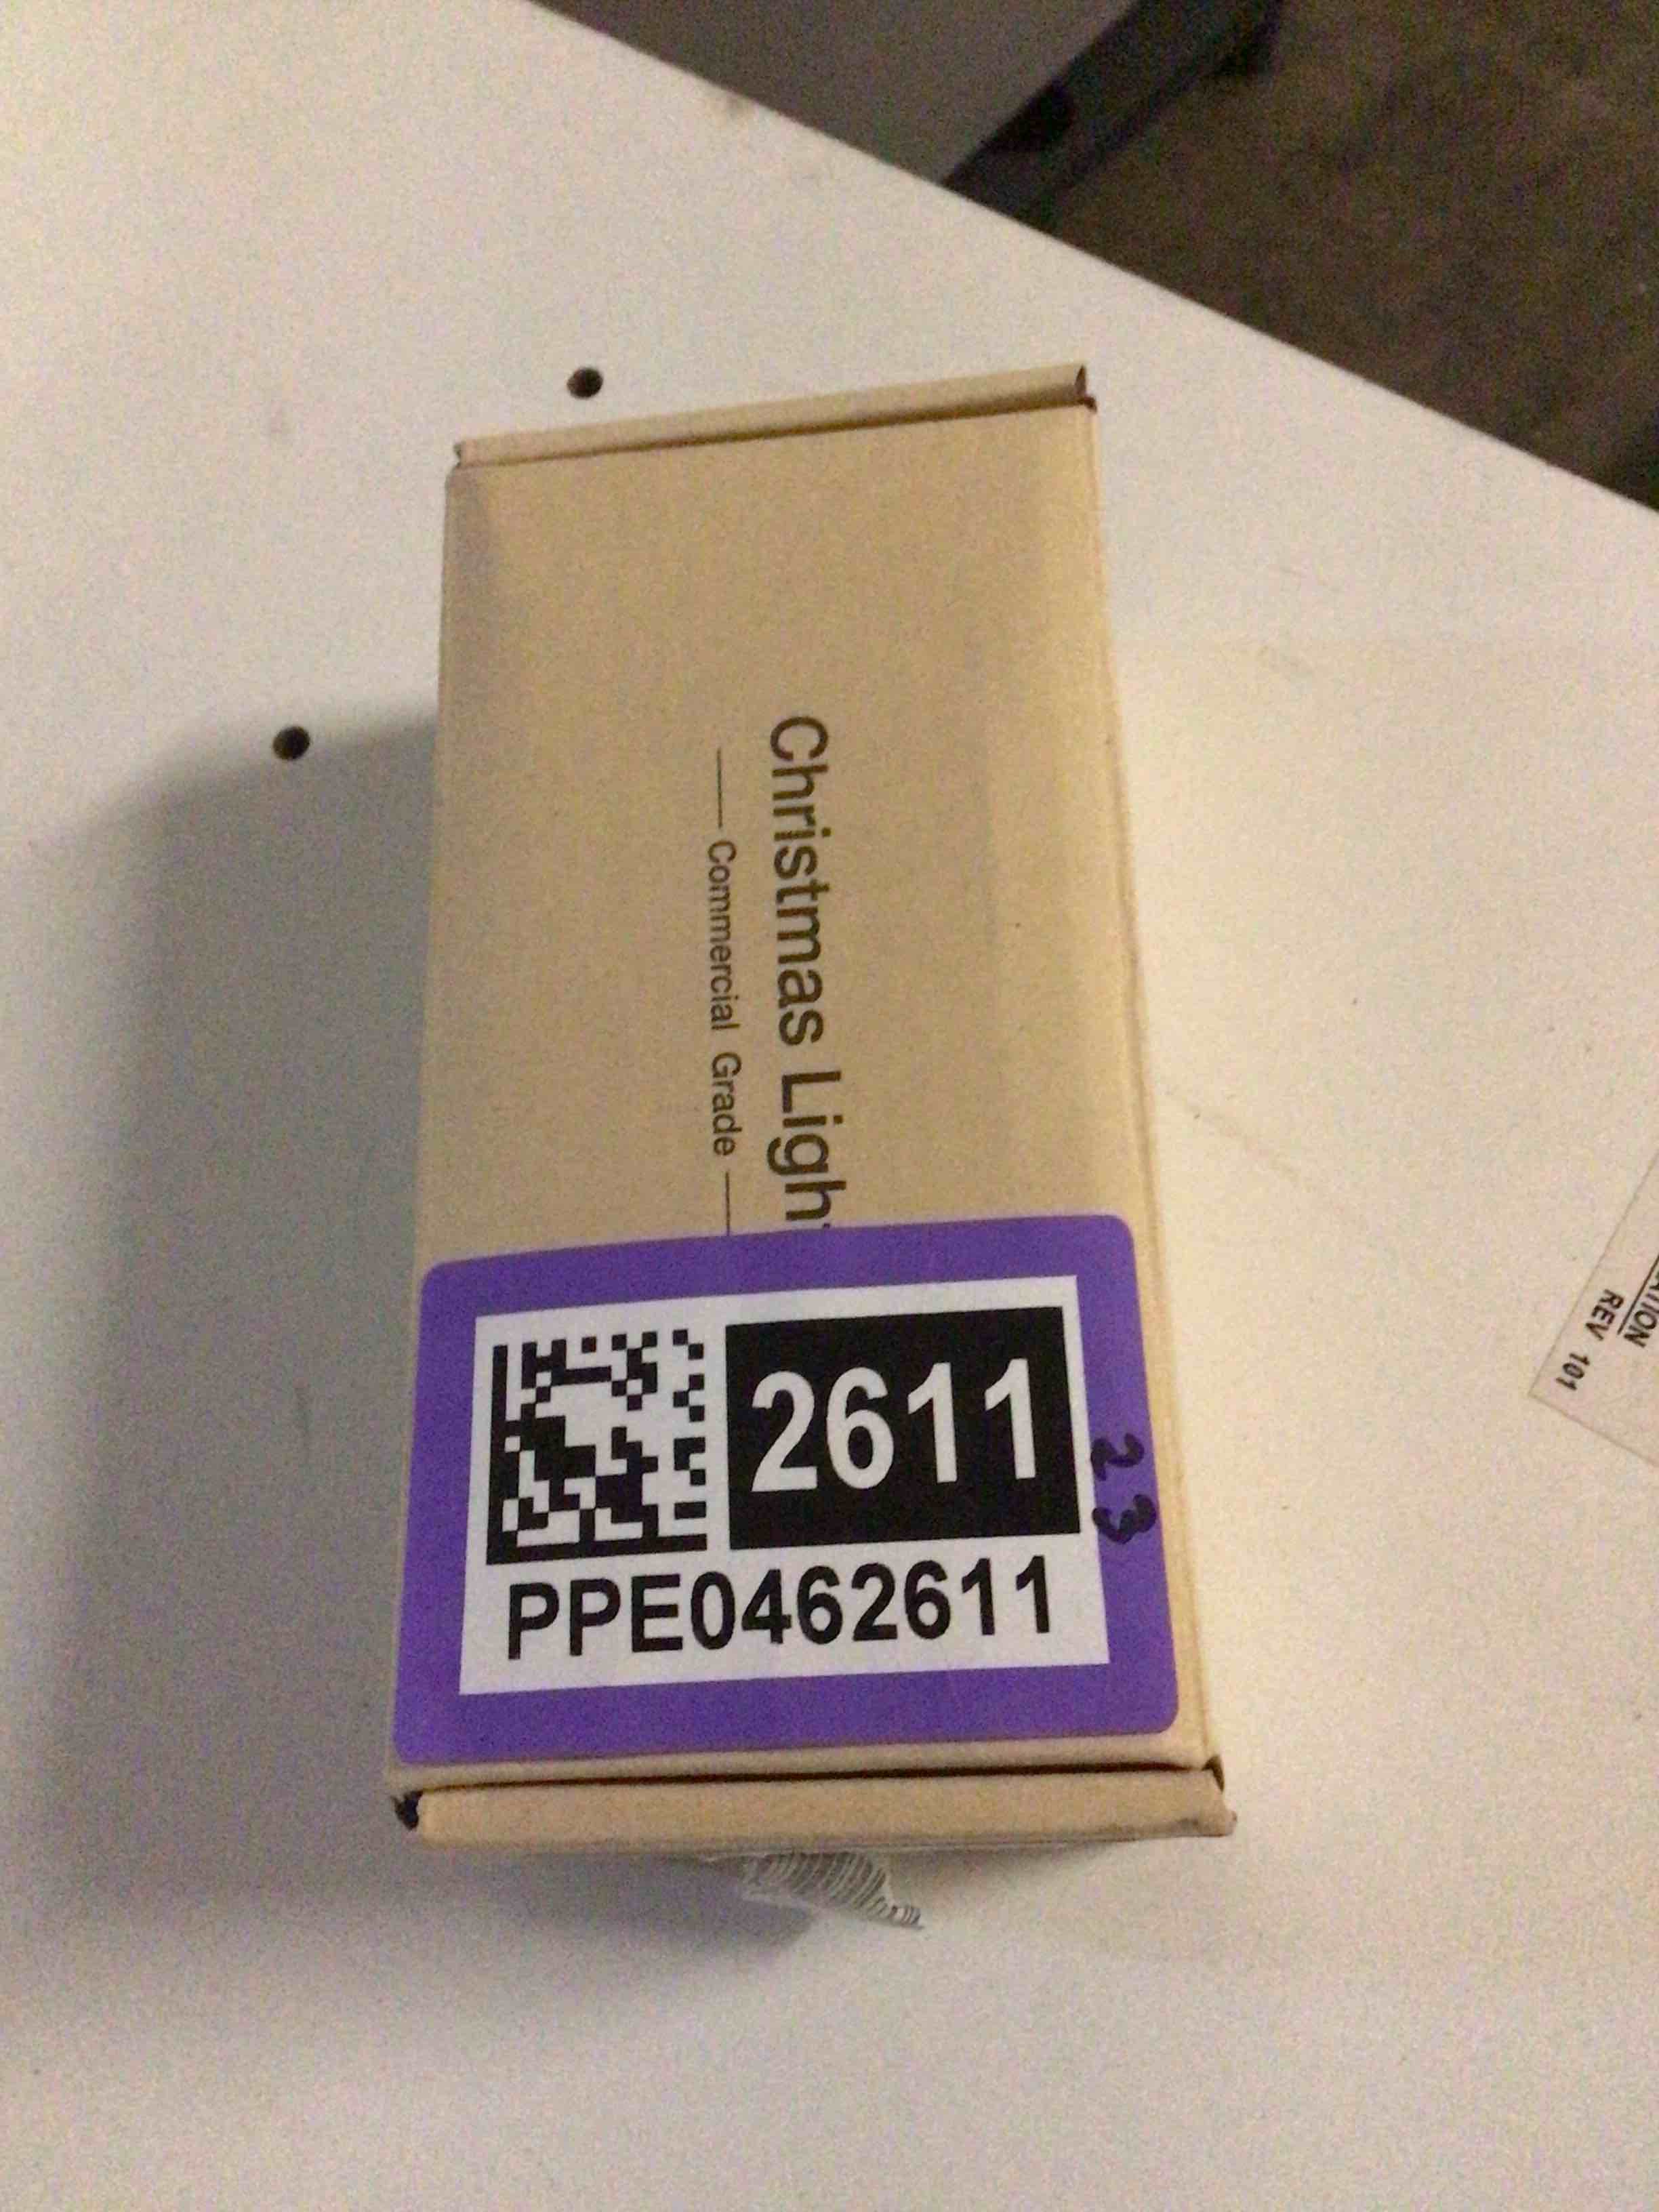 Christmas Ligh
Commercial Grade
2611
23
PPE0462611
REV 101